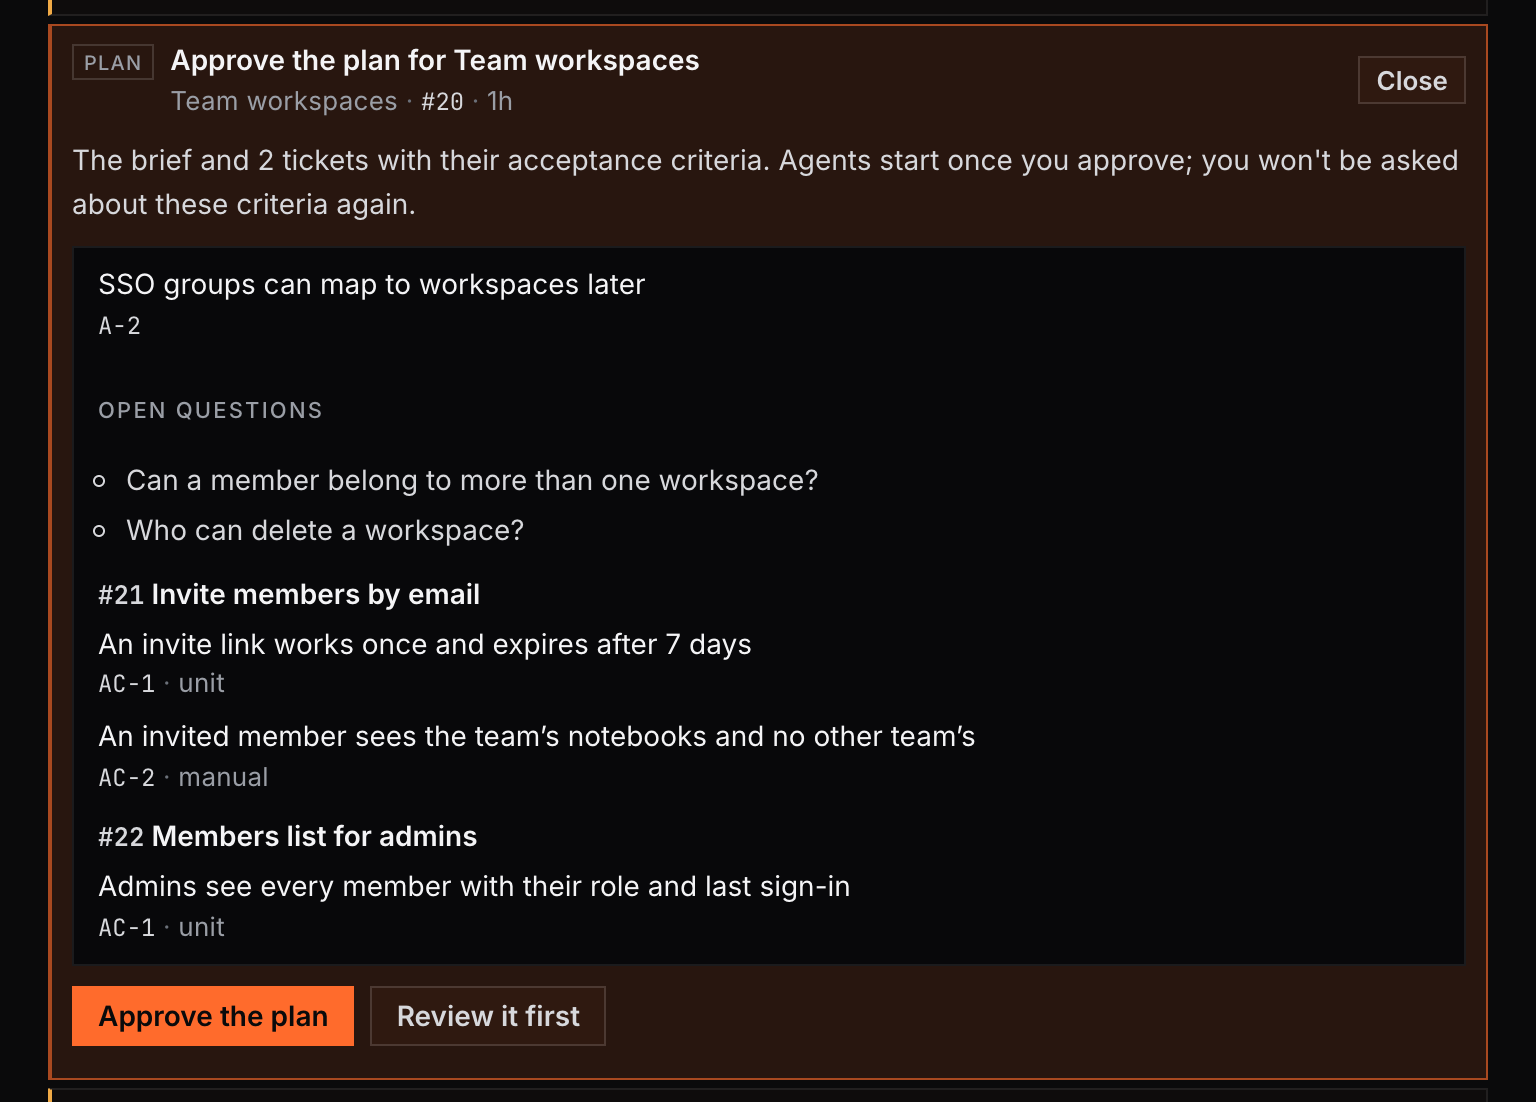 PLAN
Approve the plan for Team workspaces
Team workspaces · #20 · 1h
Close
The brief and 2 tickets with their acceptance criteria. Agents start once you approve; you won't be asked
about these criteria again.
SSO groups can map to workspaces later
A-2
OPEN QUESTIONS
Can a member belong to more than one workspace?
Who can delete a workspace?
#21 Invite members by email
An invite link works once and expires after 7 days
AC-1 · unit
An invited member sees the team’s notebooks and no other team’s
AC-2 · manual
#22 Members list for admins
Admins see every member with their role and last sign-in
AC-1 · unit
Approve the plan
Review it first